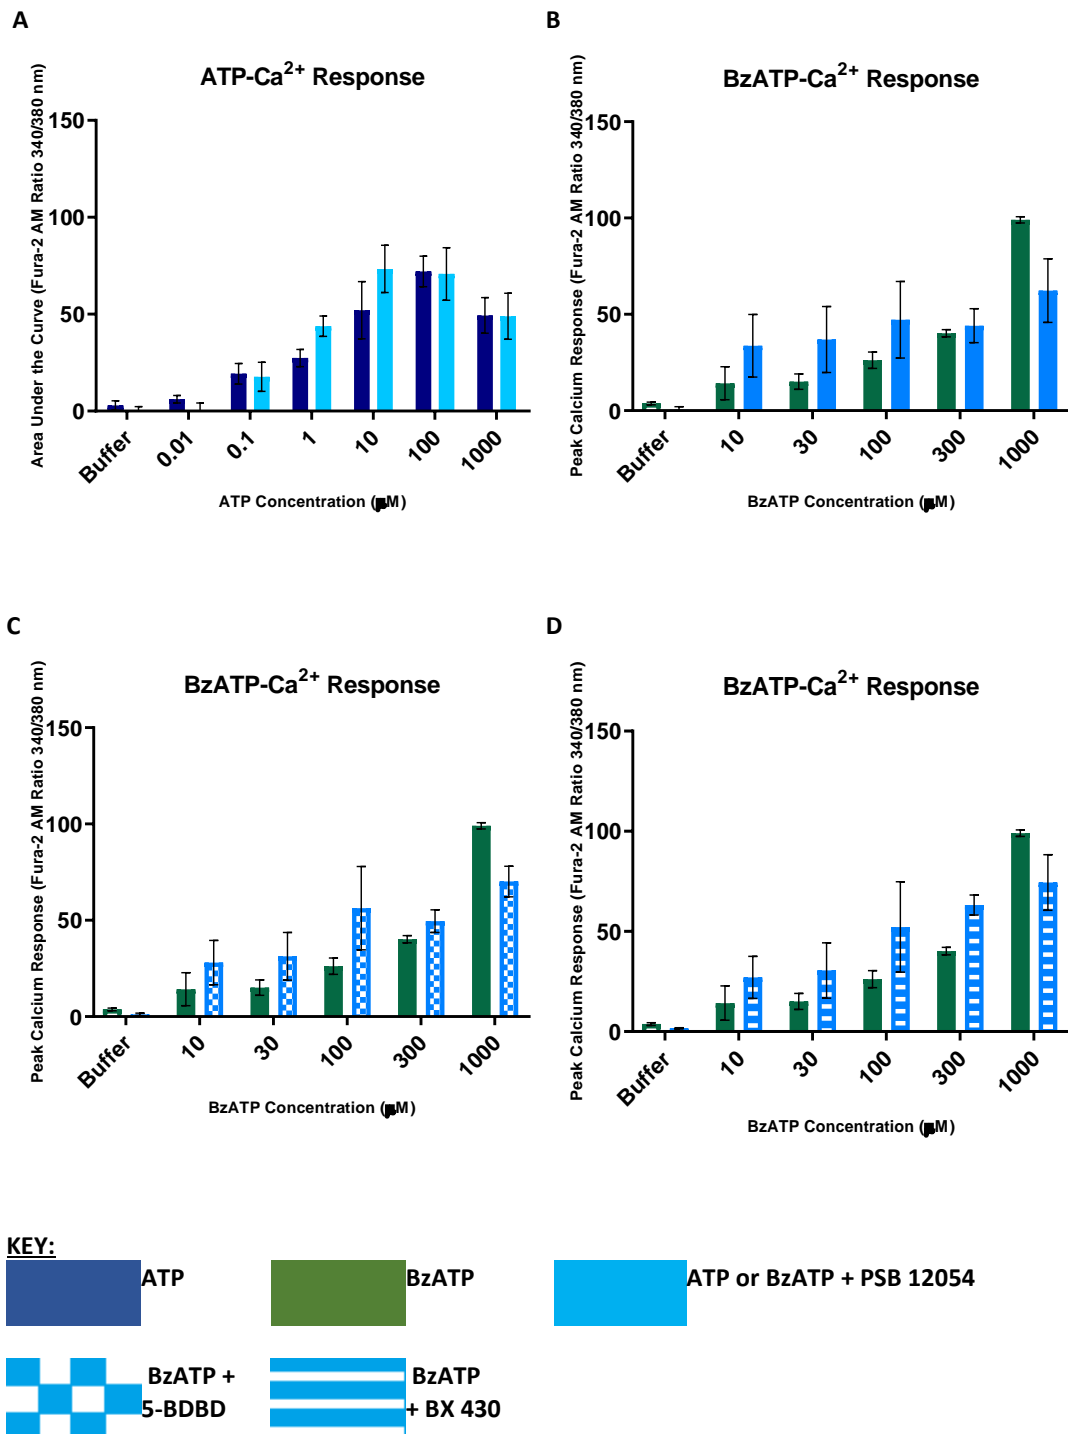 A
ATP-Ca2+ Response
Area Under the Curve (Fura-2 AM Ratio 340/380 nm)
150
100
50
0
Buffer
0.01
0.1
1
10
100
1000
ATP Concentration (µM)
B
BzATP-Ca2+ Response
Peak Calcium Response (Fura-2 AM Ratio 340/380 nm)
150
100
50
0
Buffer
10
30
100
300
1000
BzATP Concentration (µM)
C
BzATP-Ca2+ Response
Peak Calcium Response (Fura-2 AM Ratio 340/380 nm)
150
100
50
0
Buffer
10
30
100
300
1000
BzATP Concentration (µM)
D
BzATP-Ca2+ Response
Peak Calcium Response (Fura-2 AM Ratio 340/380 nm)
150
100
50
0
Buffer
10
30
100
300
1000
BzATP Concentration (µM)
KEY:
ATP
BzATP
ATP or BzATP + PSB 12054
BzATP +
5-BDBD
BzATP
+ BX 430